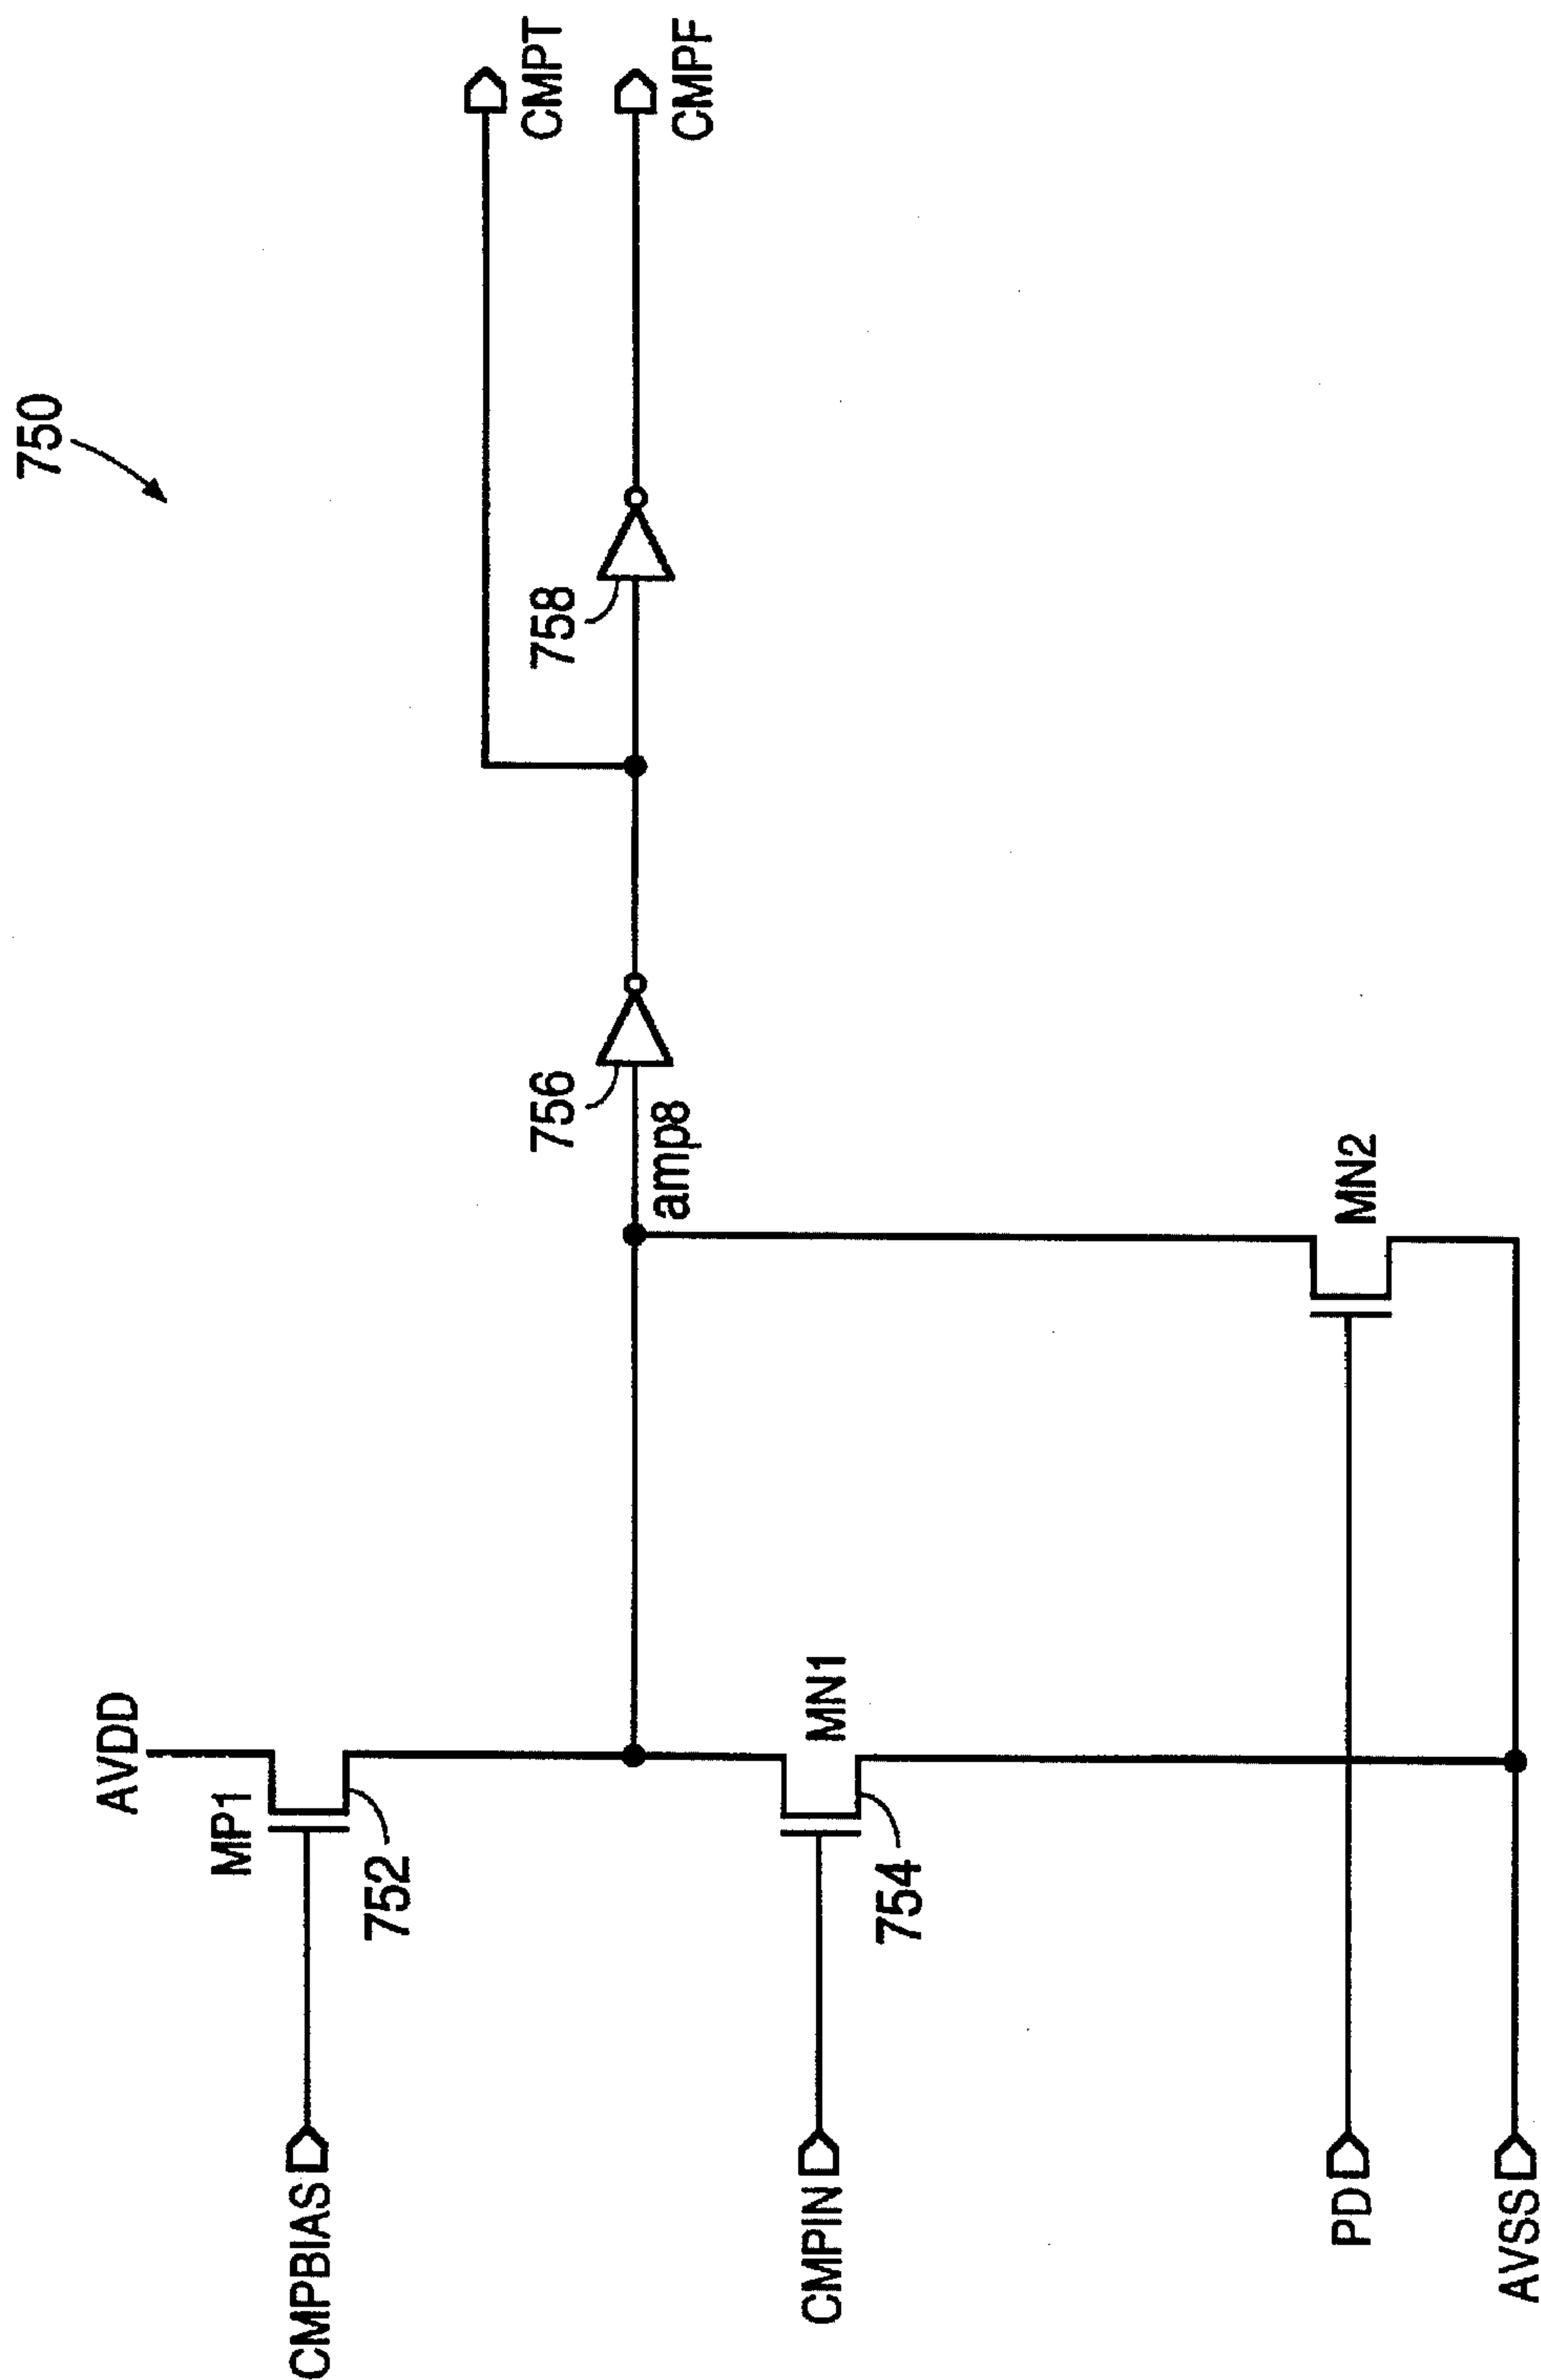 750
AVDD
MP1
CMPBIAS
752
CMPT
756
758
amp8
CMPF
MN1
CMPIN
754
MN2
PD
AVSS